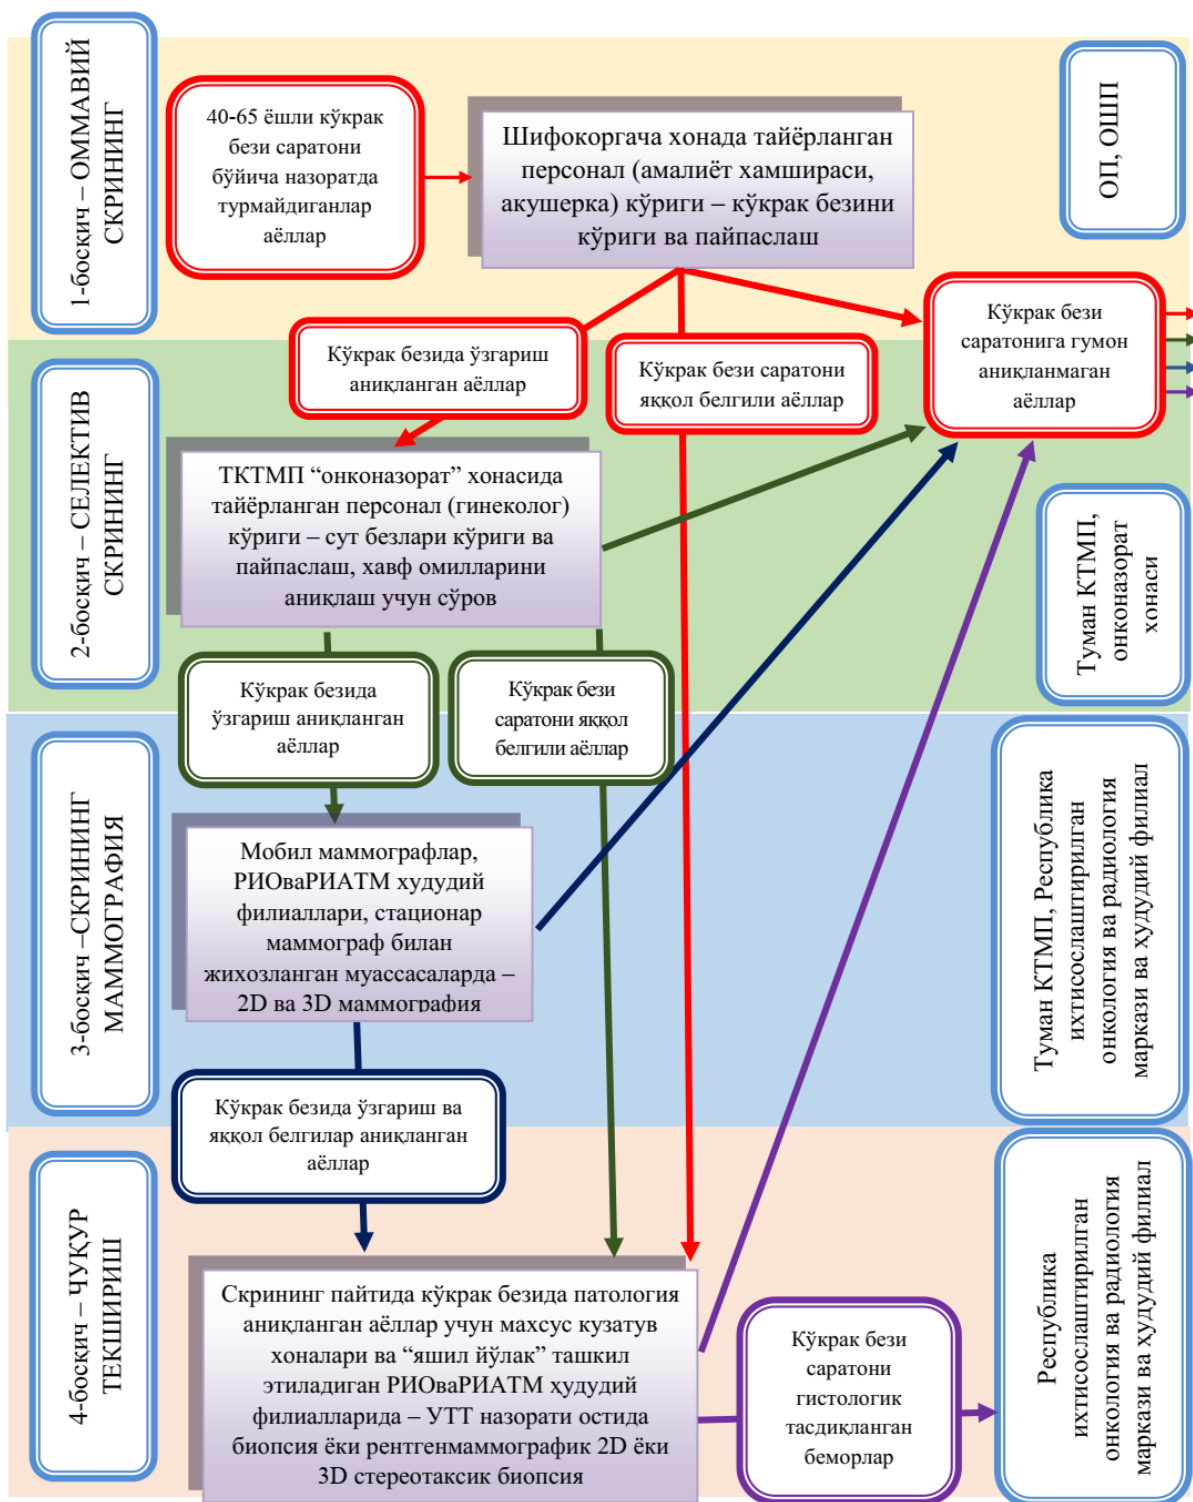 1-босқич – ОММАВИЙ
СКРИНИНГ
40-65 ёшли кўкрак
бези саратони
бўйича назоратда
турмайдиганлар
аёллар
Шифокоргача хонада тайёрланган
персонал (амалиёт хамшираси,
акушерка) кўриги – кўкрак безини
кўриги ва пайпаслаш
ОП, ОШП
Кўкрак бези
саратонига гумон
аниқланмаган
аёллар
2-босқич – СЕЛЕКТИВ
СКРИНИНГ
Кўкрак безида ўзгариш
аниқланган аёллар
Кўкрак бези саратони
яққол белгили аёллар
ТКТМП “онконазорат” хонасида
тайёрланган персонал (гинеколог)
кўриги – сут безлари кўриги ва
пайпаслаш, хавф омилларини
аниқлаш учун сўров
Туман КТМП,
онконазорат
хонаси
Кўкрак безида
ўзгариш аниқланган
аёллар
Кўкрак бези
саратони яққол
белгили аёллар
3-босқич –СКРИНИНГ
МАММОГРАФИЯ
Мобил маммографлар,
РИОваРИАТМ ҳудудий
филиаллари, стационар
маммограф билан
жихозланган муассасаларда –
2D ва 3D маммография
Туман КТМП, Республика
ихтисослаштирилган
онкология ва радиология
маркази ва ҳудудий филиал
Кўкрак безида ўзгариш ва
яққол белгилар аниқланган
аёллар
4-босқич – ЧУҚУР
ТЕКШИРИШ
Скрининг пайтида кўкрак безида патология
аниқланган аёллар учун махсус кузатув
хоналари ва “яшил йўлак” ташкил
этиладиган РИОваРИАТМ ҳудудий
филиалларида – УТТ назорати остида
биопсия ёки рентгенмаммографик 2D ёки
3D стереотаксик биопсия
Кўкрак бези
саратони
гистологик
тасдиқланган
беморлар
Республика
ихтисослаштирилган
онкология ва радиология
маркази ва ҳудудий филиал